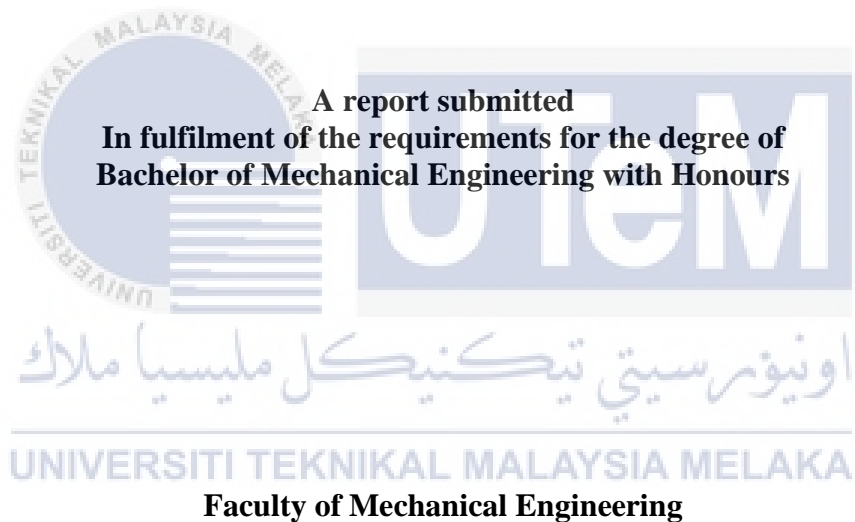 UNIVERSITI TEKNIKAL MALAYSIA MELAKA
A report submitted
In fulfilment of the requirements for the degree of
Bachelor of Mechanical Engineering with Honours
UTeM
اونيۏرسيتي تيكنيكل مليسيا ملاك
UNIVERSITI TEKNIKAL MALAYSIA MELAKA
Faculty of Mechanical Engineering